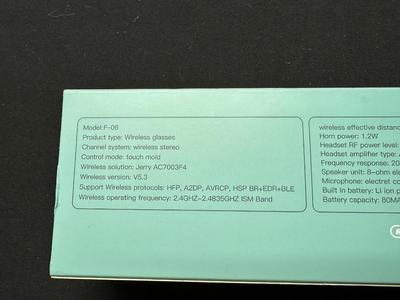 Model:F-06
Product type: Wireless glasses
Channel system: wireless stereo
Control mode: touch mold
Wireless solution: Jerry AC7003F4
Wireless version: V5.3
Support Wireless protocols: HFP, A2DP, AVRCP, HSP BR+EDR+BLE
Wireless operating frequency: 2.4GHZ-2.4835GHZ ISM Band
wireless effective distanc
Horn power: 1.2W
Headset RF power level:
Headset amplifier type:
Frequency response: 20
Speaker unit: 8-ohm ele
Microphone: electret co
Built in battery: Li ion p
Battery capacity: 80MA